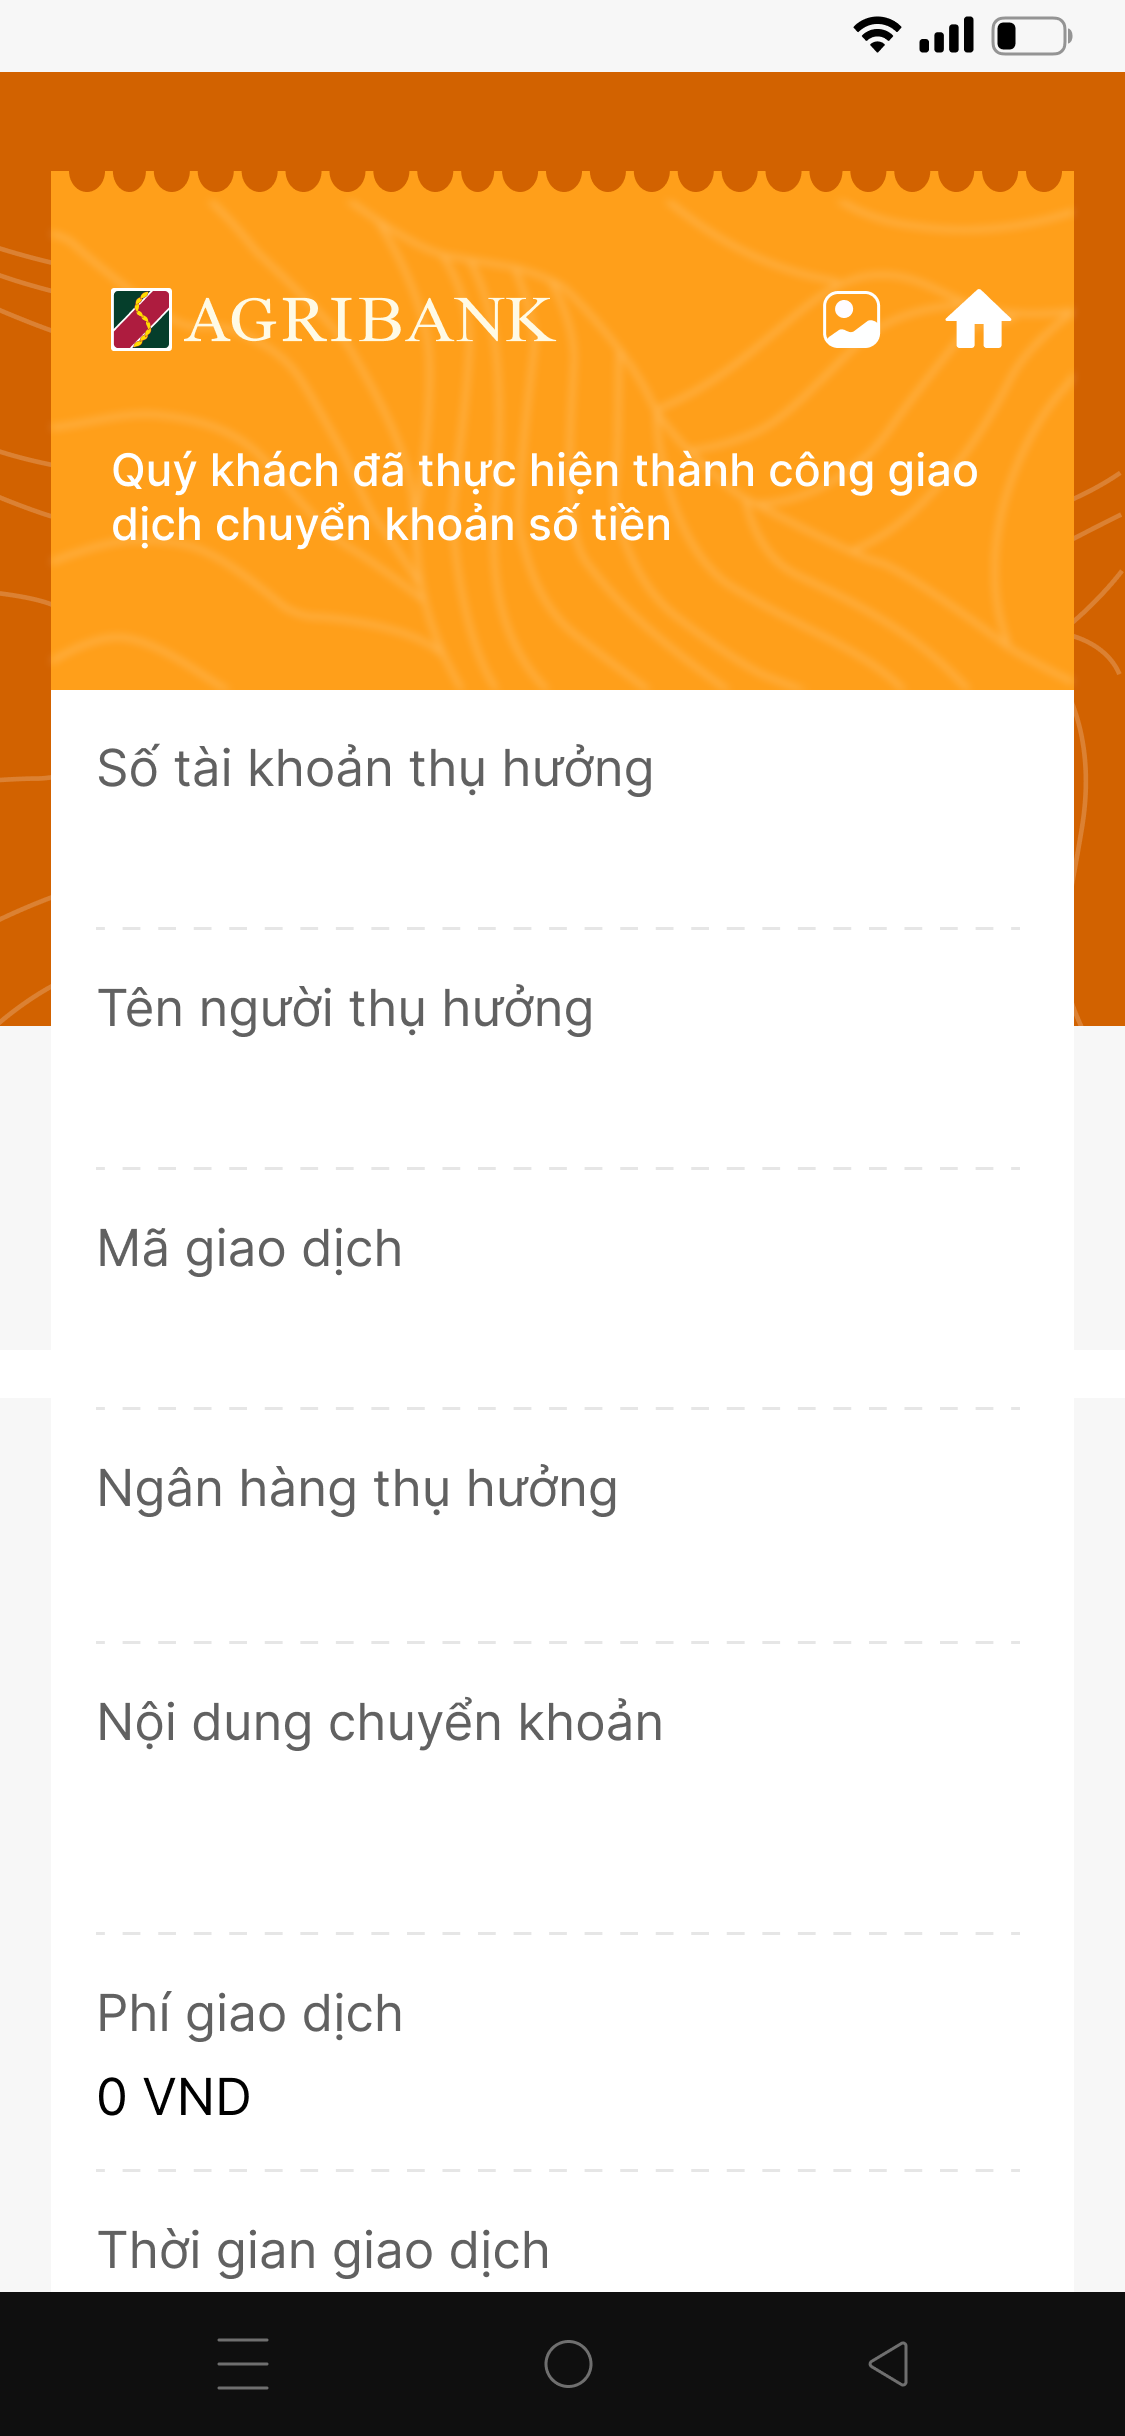 AGRIBANK
Quý khách đã thực hiện thành công giao
dịch chuyển khoản số tiền
Số tài khoản thụ hưởng
Tên người thụ hưởng
Mã giao dịch
Ngân hàng thụ hưởng
Nội dung chuyển khoản
Phí giao dịch
0 VND
Thời gian giao dịch